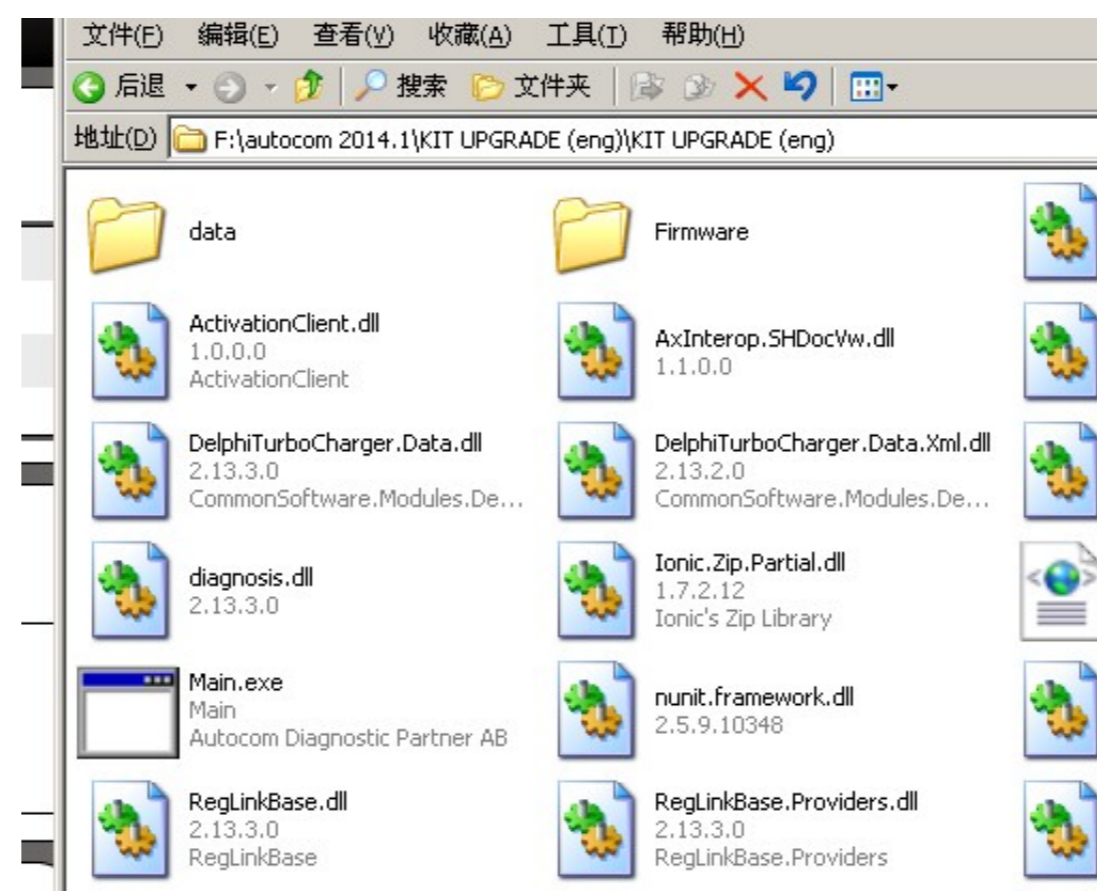 文件(F) 编辑(E) 查看(V) 收藏(A) 工具(T) 帮助(H)
后退 搜索 文件夹
地址(D) F:\autocom 2014.1\KIT UPGRADE (eng)\KIT UPGRADE (eng)
data
Firmware
ActivationClient.dll
1.0.0.0
ActivationClient
AxInterop.SHDocVw.dll
1.1.0.0
DelphiTurboCharger.Data.dll
2.13.3.0
CommonSoftware.Modules.De...
DelphiTurboCharger.Data.Xml.dll
2.13.2.0
CommonSoftware.Modules.De...
diagnosis.dll
2.13.3.0
Ionic.Zip.Partial.dll
1.7.2.12
Ionic's Zip Library
Main.exe
Main
Autocom Diagnostic Partner AB
nunit.framework.dll
2.5.9.10348
RegLinkBase.dll
2.13.3.0
RegLinkBase
RegLinkBase.Providers.dll
2.13.3.0
RegLinkBase.Providers